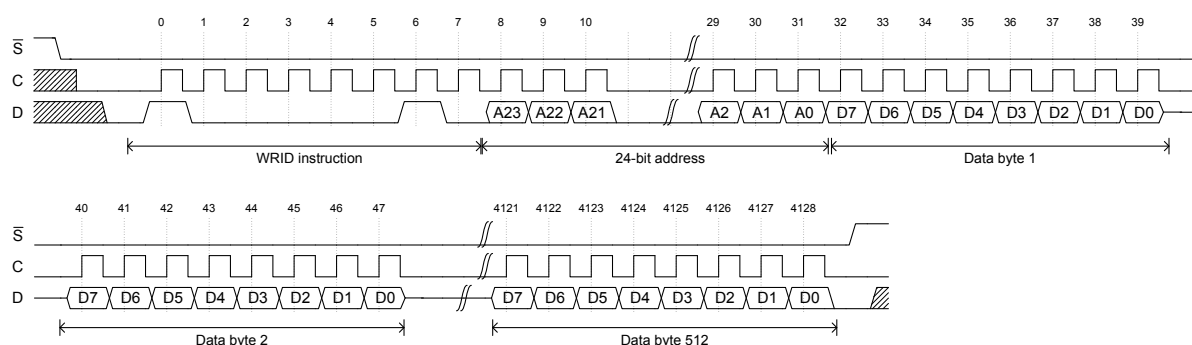 0 1 2 3 4 5 6 7 8 9 10 29 30 31 32 33 34 35 36 37 38 39
S
C
D A23 A22 A21 A2 A1 A0 D7 D6 D5 D4 D3 D2 D1 D0
WRID instruction 24-bit address Data byte 1
40 41 42 43 44 45 46 47 4121 4122 4123 4124 4125 4126 4127 4128
S
C
D D7 D6 D5 D4 D3 D2 D1 D0 D7 D6 D5 D4 D3 D2 D1 D0
Data byte 2 Data byte 512